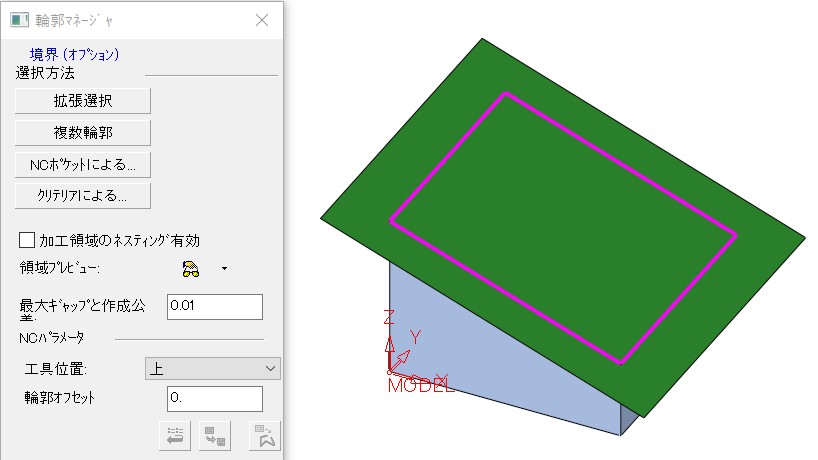 輪郭ﾏﾈｰｼﾞｬ
境界 (ｵﾌﾟｼｮﾝ)
選択方法
拡張選択
複数輪郭
NCﾎﾟｹｯﾄによる...
ｸﾘﾃﾘｱによる...
加工領域のﾈｽﾃｨﾝｸﾞ有効
領域ﾌﾟﾚﾋﾞｭｰ:
最大ｷﾞｬｯﾌﾟと作成公差:
0.01
NCﾊﾟﾗﾒｰﾀ
工具位置:
上
輪郭ｵﾌｾｯﾄ
0.
Z
Y
X
MODEL